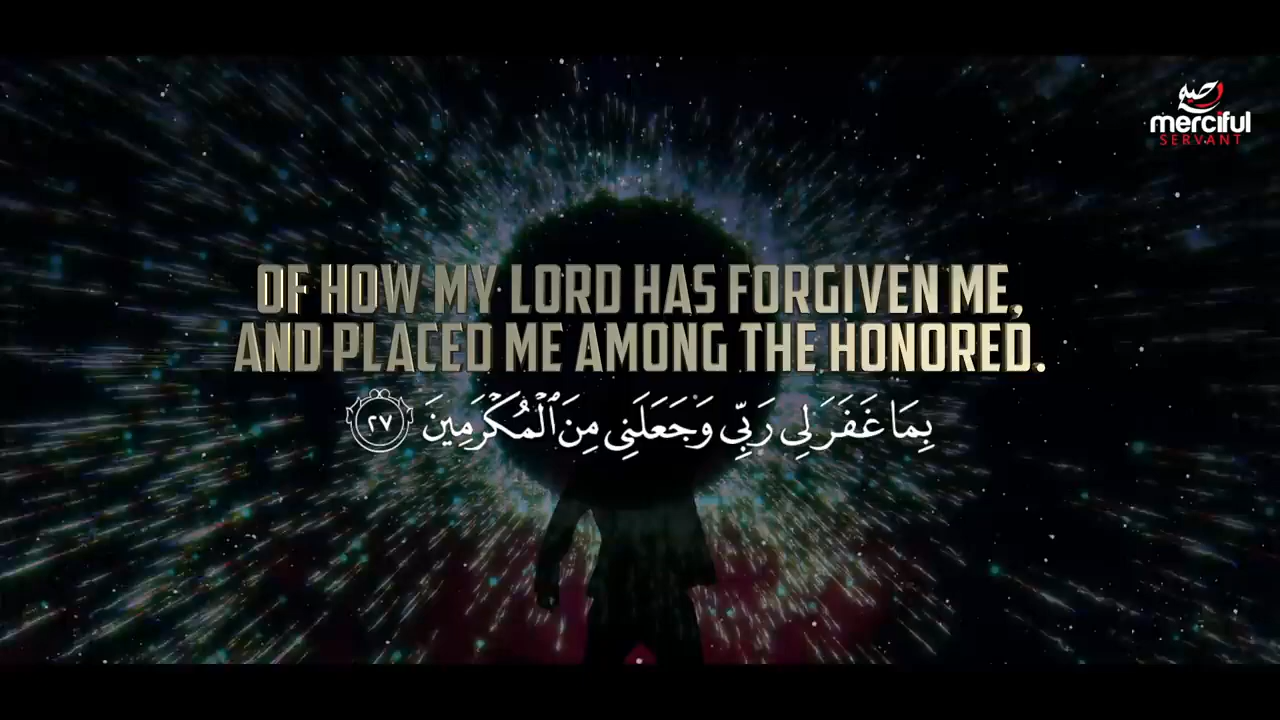 merciful
SERVANT
OF HOW MY LORD HAS FORGIVEN ME,
AND PLACED ME AMONG THE HONORED.
بِمَا غَفَرَ لِى رَبِّى وَجَعَلَنِى مِنَ ٱلْمُكْرَمِينَ ٢٧